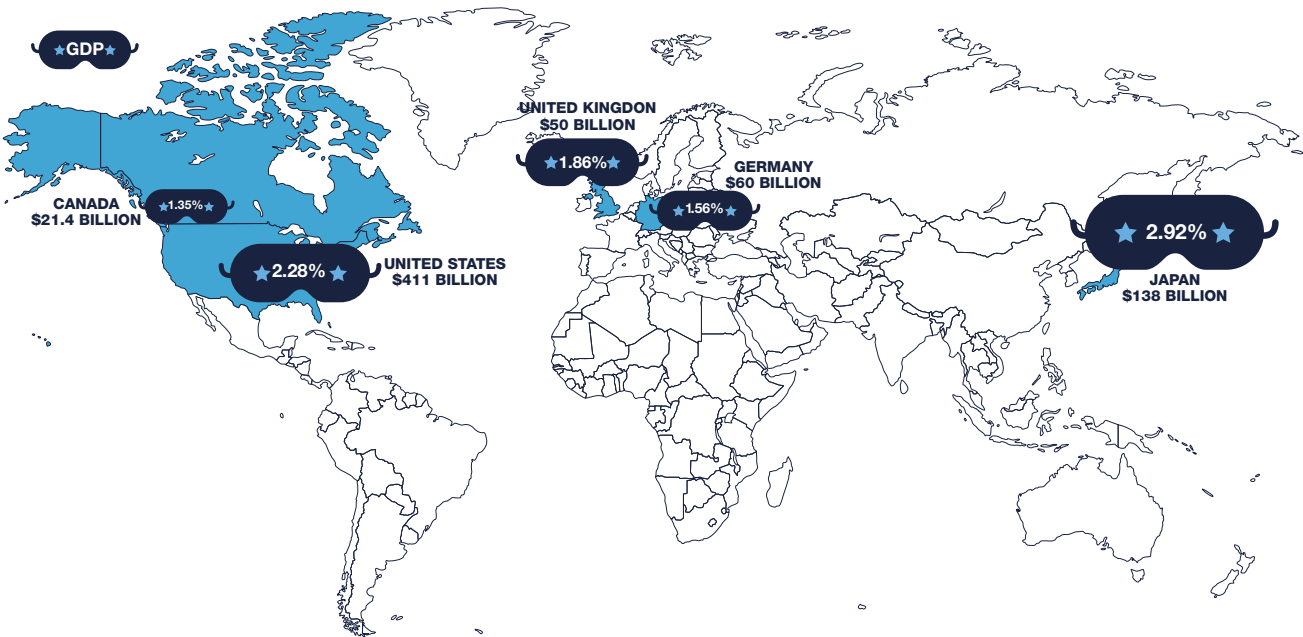 GDP
UNITED KINGDON
$50 BILLION
1.86%
GERMANY
$60 BILLION
1.56%
CANADA
$21.4 BILLION
1.35%
2.28%
UNITED STATES
$411 BILLION
2.92%
JAPAN
$138 BILLION